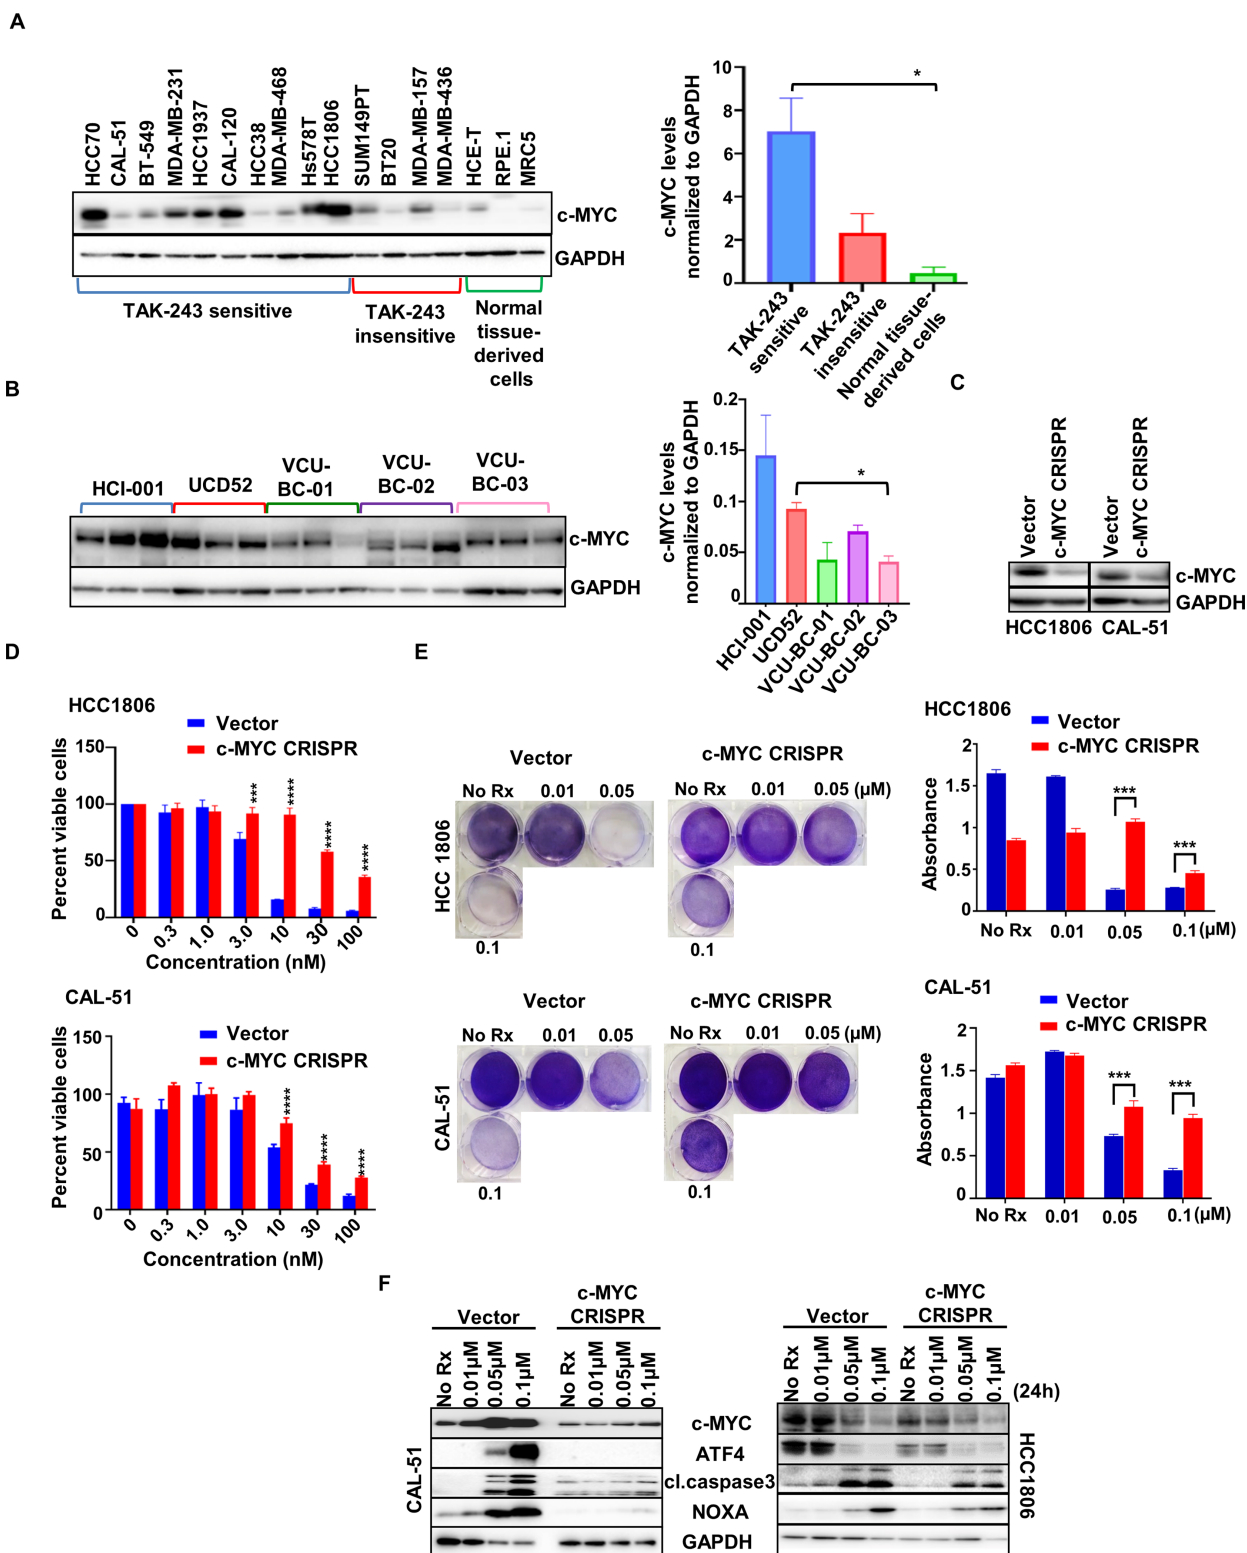 A
HCC70
CAL-51
BT-549
MDA-MB-231
HCC1937
CAL-120
HCC38
MDA-MB-468
Hs578T
HCC1806
SUM149PT
BT20
MDA-MB-157
MDA-MB-436
HCE-T
RPE.1
MRC5
c-MYC
GAPDH
TAK-243 sensitive
TAK-243
insensitive
Normal
tissue-
derived
cells
c-MYC levels
normalized to GAPDH
10
8
6
4
2
0
*
TAK-243
sensitive
TAK-243
insensitive
Normal tissue-
derived cells
B
HCI-001
UCD52
VCU-
BC-01
VCU-
BC-02
VCU-
BC-03
c-MYC
GAPDH
c-MYC levels
normalized to GAPDH
0.2
0.15
0.1
0.05
0
*
HCI-001
UCD52
VCU-BC-01
VCU-BC-02
VCU-BC-03
C
Vector
c-MYC CRISPR
Vector
c-MYC CRISPR
c-MYC
GAPDH
HCC1806 CAL-51
D
HCC1806
Vector
c-MYC CRISPR
Percent viable cells
150
100
50
0
***
****
****
****
0 0.3 1.0 3.0 10 30 100
Concentration (nM)
CAL-51
Vector
c-MYC CRISPR
Percent viable cells
150
100
50
0
****
****
****
0 0.3 1.0 3.0 10 30 100
Concentration (nM)
E
Vector
c-MYC CRISPR
No Rx 0.01 0.05
No Rx 0.01 0.05 (µM)
HCC 1806
0.1
0.1
Vector
c-MYC CRISPR
No Rx 0.01 0.05
No Rx 0.01 0.05 (µM)
CAL-51
0.1
0.1
HCC1806
Vector
c-MYC CRISPR
Absorbance
2
1.5
1
0.5
0
***
***
No Rx 0.01 0.05 0.1 (µM)
CAL-51
Vector
c-MYC CRISPR
Absorbance
2
1.5
1
0.5
0
***
***
No Rx 0.01 0.05 0.1 (µM)
F
Vector
c-MYC
CRISPR
No Rx
0.01µM
0.05µM
0.1µM
No Rx
0.01µM
0.05µM
0.1µM
Vector
c-MYC
CRISPR
No Rx
0.01µM
0.05µM
0.1µM
No Rx
0.01µM
0.05µM
0.1µM
(24h)
CAL-51
c-MYC
ATF4
cl.caspase3
NOXA
GAPDH
HCC1806